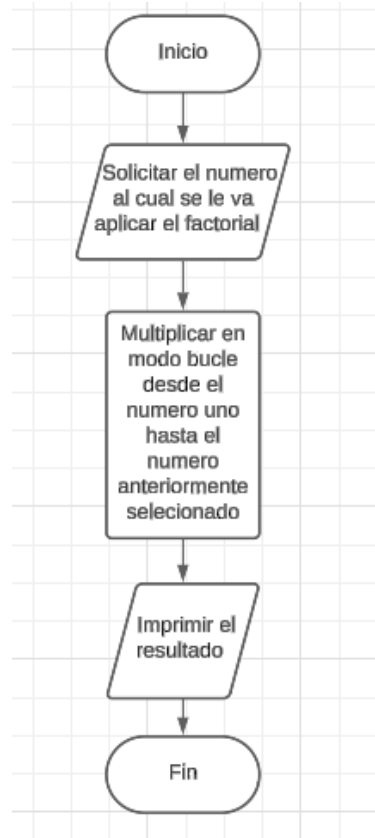 Inicio
Solicitar el numero
al cual se le va
aplicar el factorial
Multiplicar en
modo bucle
desde el
numero uno
hasta el
numero
anteriormente
selecionado
Imprimir el
resultado
Fin